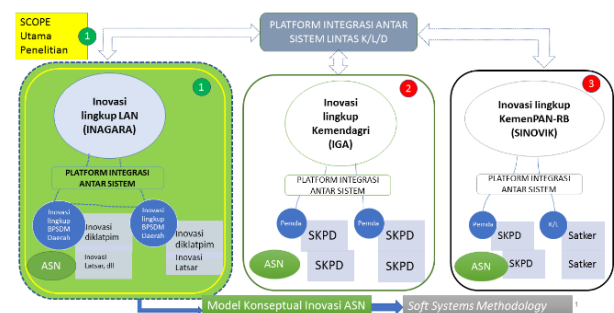 SCOPE
Utama
Penelitian
1
PLATFORM INTEGRASI ANTAR
SISTEM LINTAS K/L/D
1
Inovasi
lingkup LAN
(INAGARA)
PLATFORM INTEGRASI
ANTAR SISTEM
Inovasi
lingkup
BPSDM
Daerah
Inovasi
diklatpim
Inovasi
Latsar, dll
Inovasi
lingkup
BPSDM
Daerah
Inovasi
diklatpim
Inovasi
Latsar
ASN
2
Inovasi
lingkup
Kemendagri
(IGA)
PLATFORM INTEGRASI
ANTAR SISTEM
Pemda
SKPD
Pemda
SKPD
ASN
SKPD
SKPD
3
Inovasi lingkup
KemenPAN-RB
(SINOVIK)
PLATFORM INTEGRASI
ANTAR SISTEM
Pemda
SKPD
K/L
Satker
ASN
SKPD
Satker
Model Konseptual Inovasi ASN
Soft Systems Methodology
1